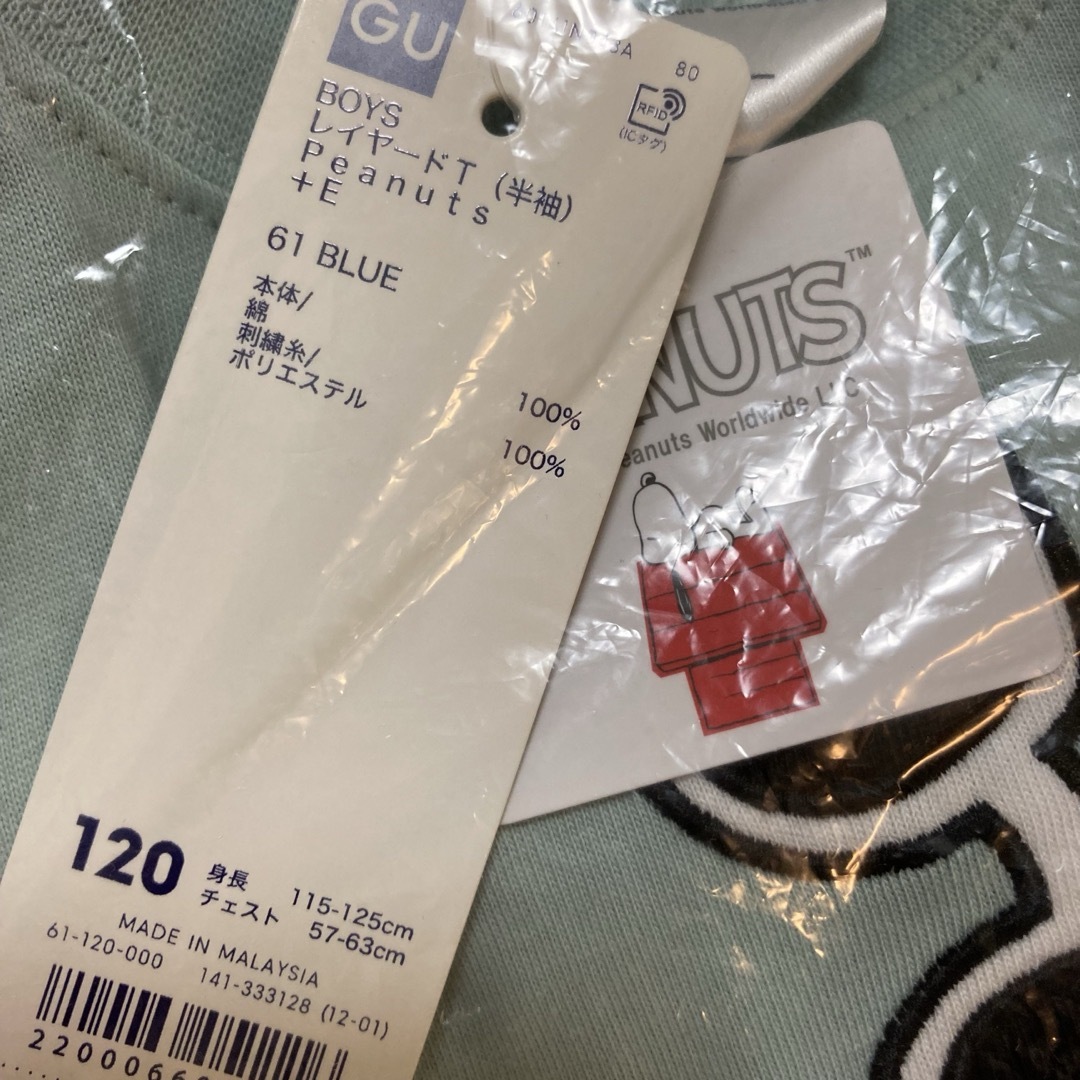 GU
80
RFID
(ICタグ)
BOYS
レイヤードT (半袖)
Peanuts
+E
61 BLUE
本体/
綿 100%
刺繍糸/
ポリエステル 100%
NUTS™
eanuts Worldwide LLC
120
身長 115-125cm
チェスト 57-63cm
MADE IN MALAYSIA
61-120-000 141-333128 (12-01)
2200066